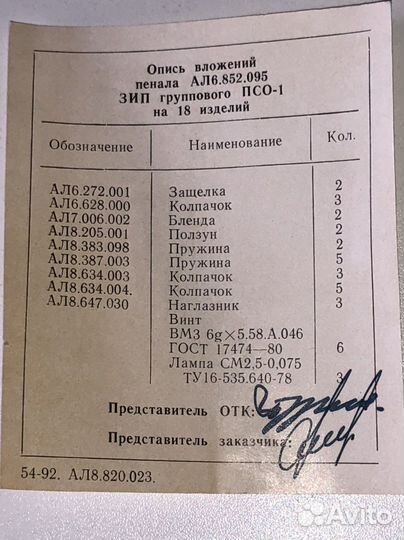 Опись вложений
пенала АЛ6.852.095
ЗИП группового ПСО-1
на 18 изделий
Обозначение Наименование Кол.
АЛ6.272.001 Защелка 2
АЛ6.628.000 Колпачок 3
АЛ7.006.002 Бленда 2
АЛ8.205.001 Ползун 2
АЛ8.383.098 Пружина 2
АЛ8.387.003 Пружина 5
АЛ8.634.003 Колпачок 3
АЛ8.634.004. Колпачок 5
АЛ8.647.030 Наглазник 3
Винт
ВМ3 6g×5.58.А.046
ГОСТ 17474—80 6
Лампа СМ2,5-0,075
ТУ16-535.640-78 3
Представитель ОТК:
Представитель заказчика:
54-92. АЛ8.820.023.
Avito